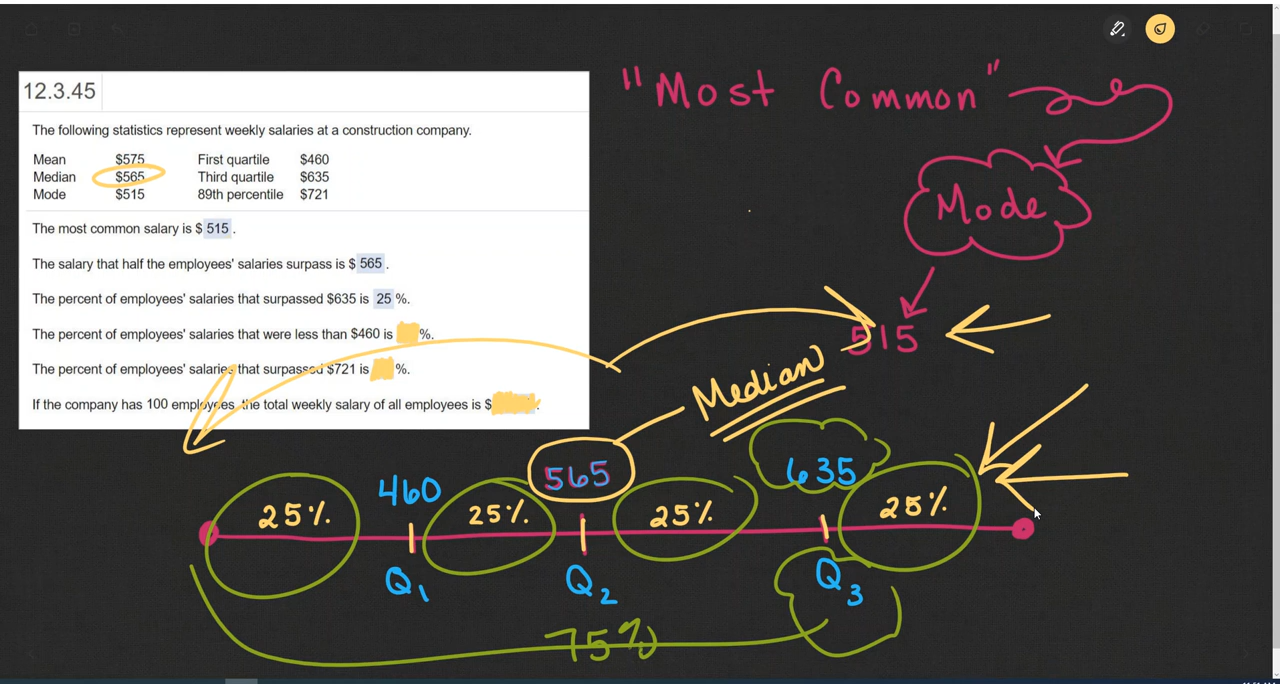 12.3.45
The following statistics represent weekly salaries at a construction company.
Mean $575 First quartile $460
Median $565 Third quartile $635
Mode $515 89th percentile $721
The most common salary is $ 515 .
The salary that half the employees' salaries surpass is $ 565 .
The percent of employees' salaries that surpassed $635 is 25 %.
The percent of employees' salaries that were less than $460 is %.
The percent of employees' salaries that surpassed $721 is %.
If the company has 100 employees, the total weekly salary of all employees is $ .
"Most Common"
Mode
515
Median
460 565 635
25% 25% 25% 25%
Q1 Q2 Q3
75%